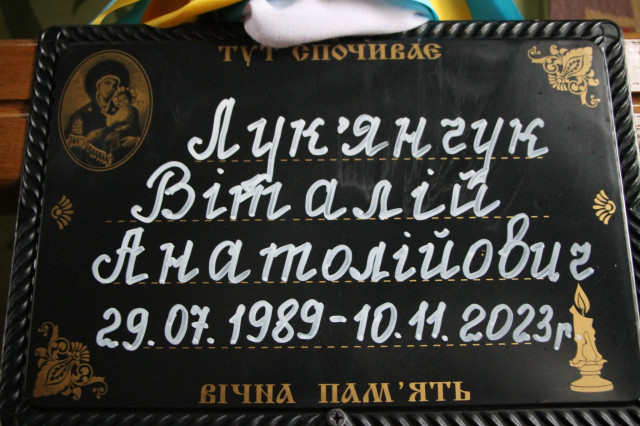 ТУТ СПОЧИВАЄ
Лук'янчук
Віталій
Анатолійович
29.07.1989-10.11.2023р.
ВІЧНА ПАМ'ЯТЬ